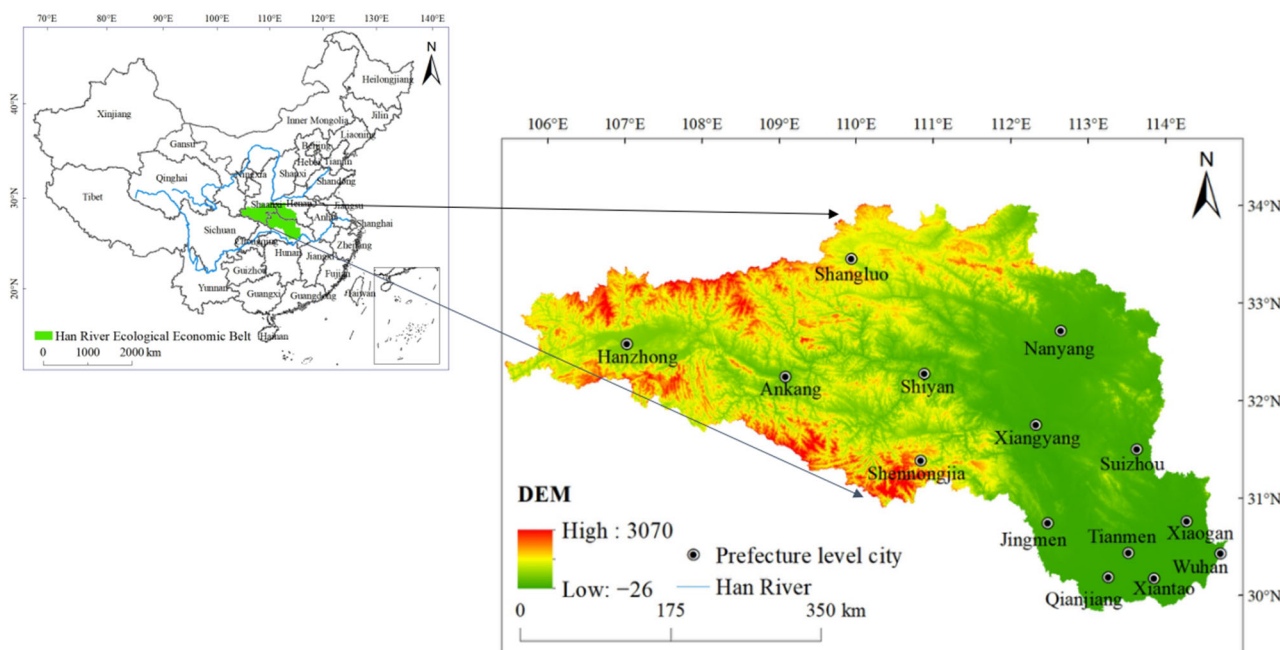 70°E 80°E 90°E 100°E 110°E 120°E 130°E 140°E
N
40°N
30°N
20°N
Heilongjiang
Jilin
Xinjiang
Inner Mongolia
Liaoning
Gansu
Beijing
Hebei Tianjin
Ningxia
Shanxi
Qinghai
Shandong
Tibet
Shaanxi Henan
Jiangsu
Anhui
Shanghai
Sichuan
Chongqing
Zhejiang
Hunan
Jiangxi
Guizhou
Fujian
Yunnan
Guangxi
Guangdong
Taiwan
Hainan
Han River Ecological Economic Belt
0 1000 2000 km
106°E 107°E 108°E 109°E 110°E 111°E 112°E 113°E 114°E
N
34°N
33°N
32°N
31°N
30°N
Shangluo
Nanyang
Hanzhong
Ankang
Shiyan
Xiangyang
Suizhou
Shennongjia
Jingmen
Tianmen
Xiaogan
Wuhan
Qianjiang
Xiantao
DEM
High : 3070
Low: −26
Prefecture level city
Han River
0 175 350 km